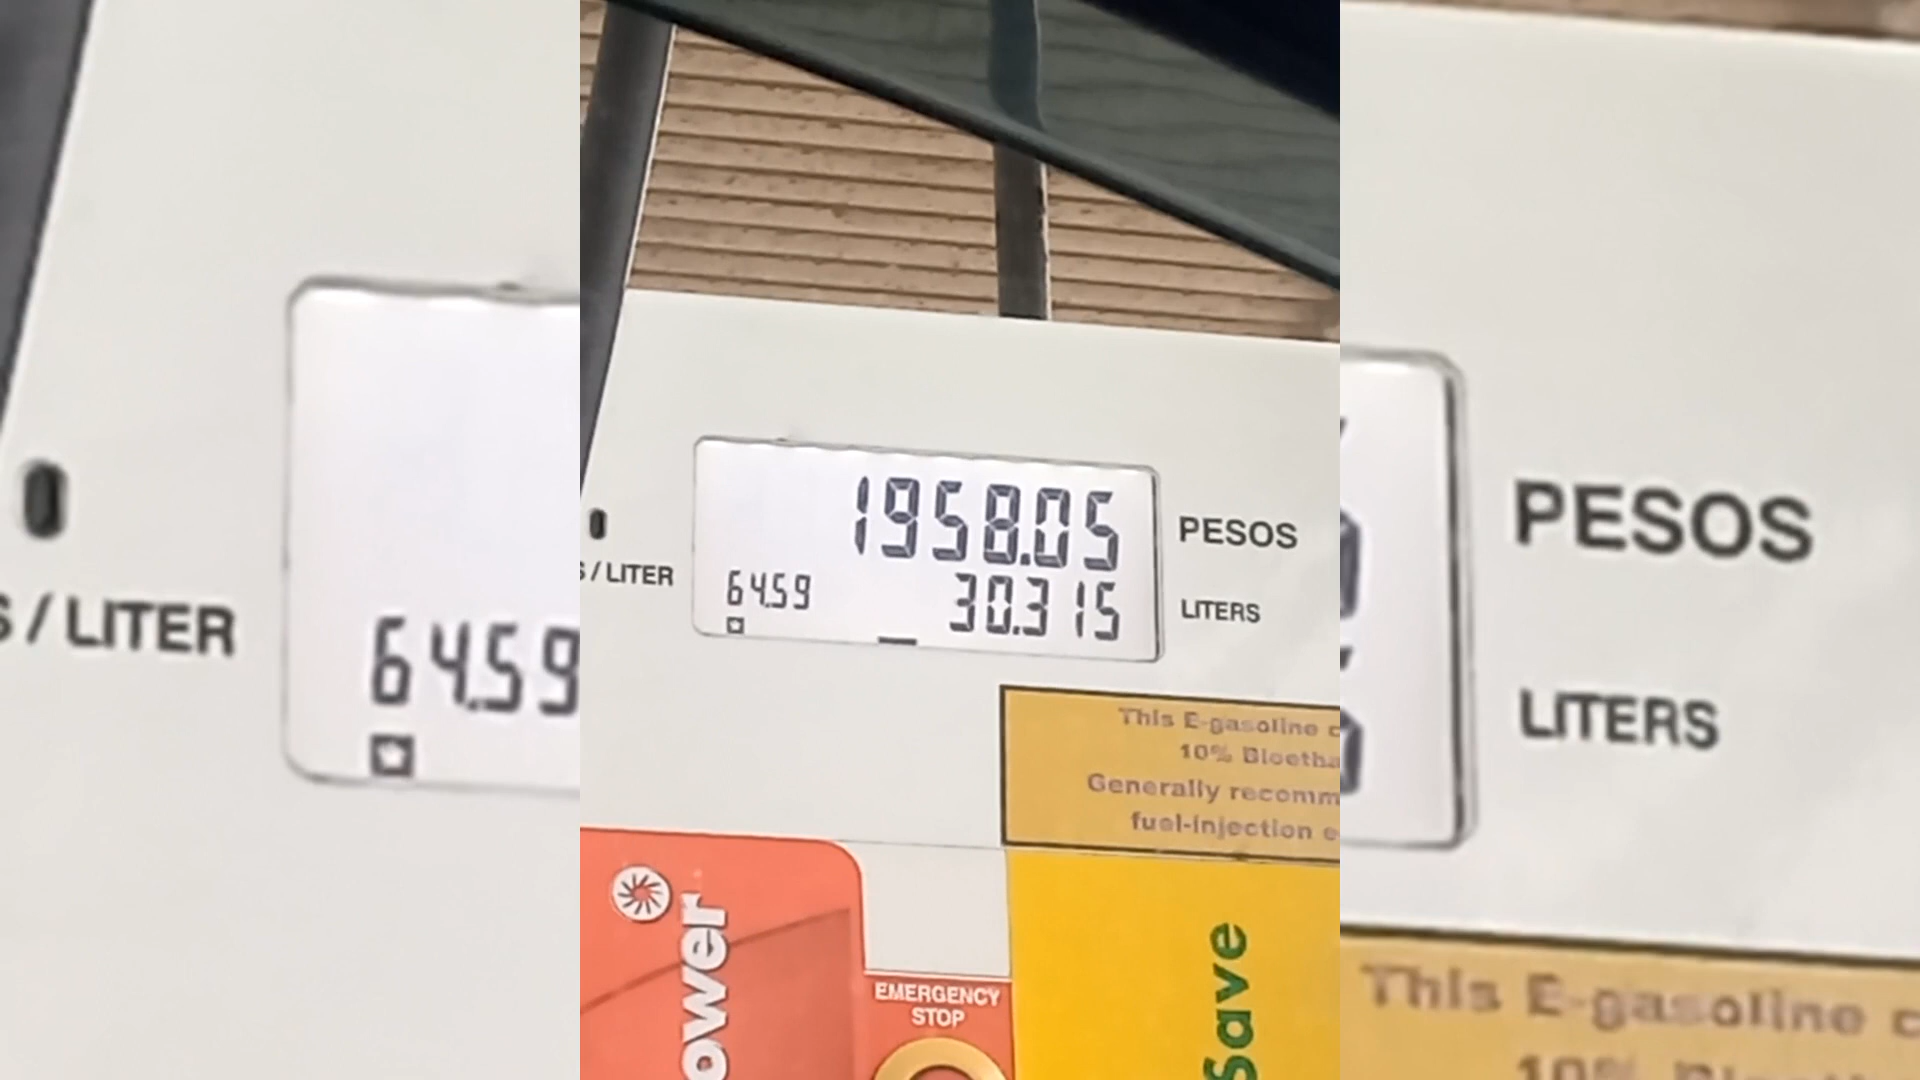 1958.05 PESOS
S / LITER 64.59 30.315 LITERS
This E-gasoline c
10% Bioetha
Generally recomm
fuel-injection e
ower
EMERGENCY
STOP
Save
S / LITER
64.59
PESOS
LITERS
This E-gasoline c
10%